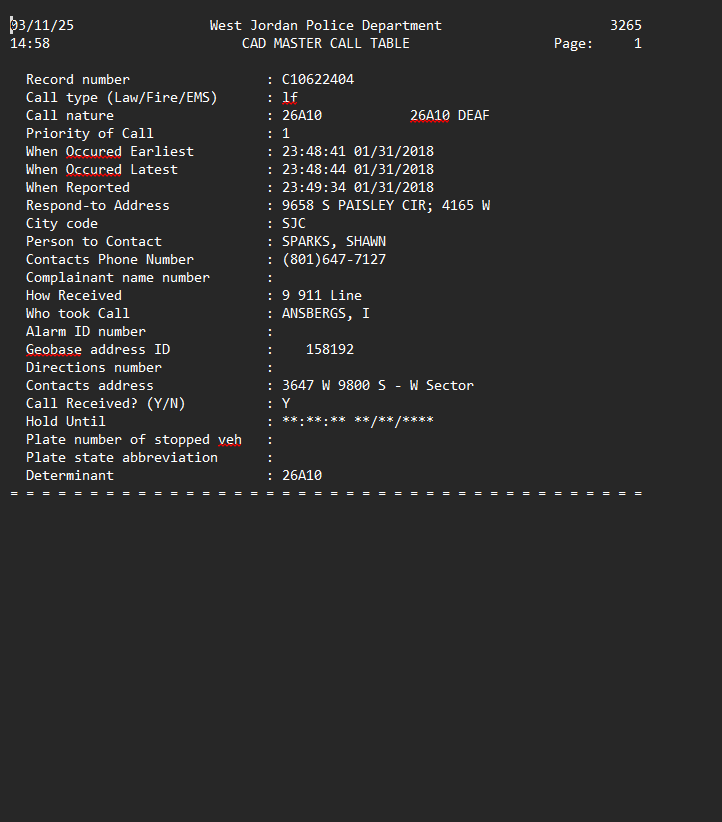 03/11/25 West Jordan Police Department 3265
14:58 CAD MASTER CALL TABLE Page: 1
Record number : C10622404
Call type (Law/Fire/EMS) : lf
Call nature : 26A10 26A10 DEAF
Priority of Call : 1
When Occured Earliest : 23:48:41 01/31/2018
When Occured Latest : 23:48:44 01/31/2018
When Reported : 23:49:34 01/31/2018
Respond-to Address : 9658 S PAISLEY CIR; 4165 W
City code : SJC
Person to Contact : SPARKS, SHAWN
Contacts Phone Number : (801)647-7127
Complainant name number :
How Received : 9 911 Line
Who took Call : ANSBERGS, I
Alarm ID number :
Geobase address ID : 158192
Directions number :
Contacts address : 3647 W 9800 S - W Sector
Call Received? (Y/N) : Y
Hold Until : **:**:** **/**/****
Plate number of stopped veh :
Plate state abbreviation :
Determinant : 26A10
= = = = = = = = = = = = = = = = = = = = = = = = = = = = = = = = = = = = = = = =